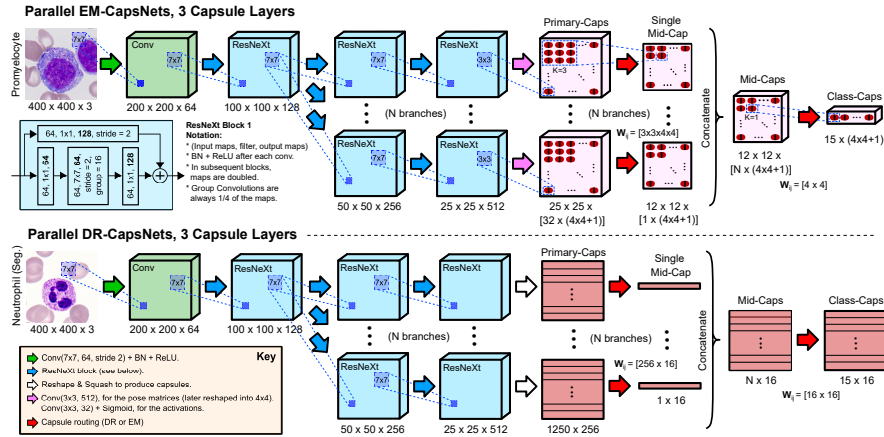 Parallel EM-CapsNets, 3 Capsule Layers
Promyelocyte
7x7
400 x 400 x 3
Conv
7x7
200 x 200 x 64
ResNeXt
7x7
100 x 100 x 128
ResNeXt
7x7
ResNeXt
3x3
Primary-Caps
K=3
Single
Mid-Cap
(N branches)
(N branches)
W_ij = [3x3x4x4]
ResNeXt
7x7
50 x 50 x 256
ResNeXt
3x3
25 x 25 x 512
25 x 25 x
[32 x (4x4+1)]
12 x 12 x
[1 x (4x4+1)]
Concatenate
Mid-Caps
K=1
12 x 12 x
[N x (4x4+1)]
Class-Caps
15 x (4x4+1)
W_ij = [4 x 4]
64, 1x1, 128, stride = 2
64, 1x1, 64
64, 7x7, 64,
stride = 2,
group = 16
64, 1x1, 128
ResNeXt Block 1
Notation:
* (Input maps, filter, output maps)
* BN + ReLU after each conv.
* In subsequent blocks,
maps are doubled.
* Group Convolutions are
always 1/4 of the maps.
Parallel DR-CapsNets, 3 Capsule Layers
Neutrophil (Seg.)
7x7
400 x 400 x 3
Conv
7x7
200 x 200 x 64
ResNeXt
7x7
100 x 100 x 128
ResNeXt
7x7
ResNeXt
Primary-Caps
Single
Mid-Cap
(N branches)
(N branches)
W_ij = [256 x 16]
ResNeXt
7x7
50 x 50 x 256
ResNeXt
25 x 25 x 512
1250 x 256
1 x 16
Concatenate
Mid-Caps
N x 16
Class-Caps
15 x 16
W_ij = [16 x 16]
Key
Conv(7x7, 64, stride 2) + BN + ReLU.
ResNeXt block (see below).
Reshape & Squash to produce capsules.
Conv(3x3, 512), for the pose matrices (later reshaped into 4x4).
Conv(3x3, 32) + Sigmoid, for the activations.
Capsule routing (DR or EM)